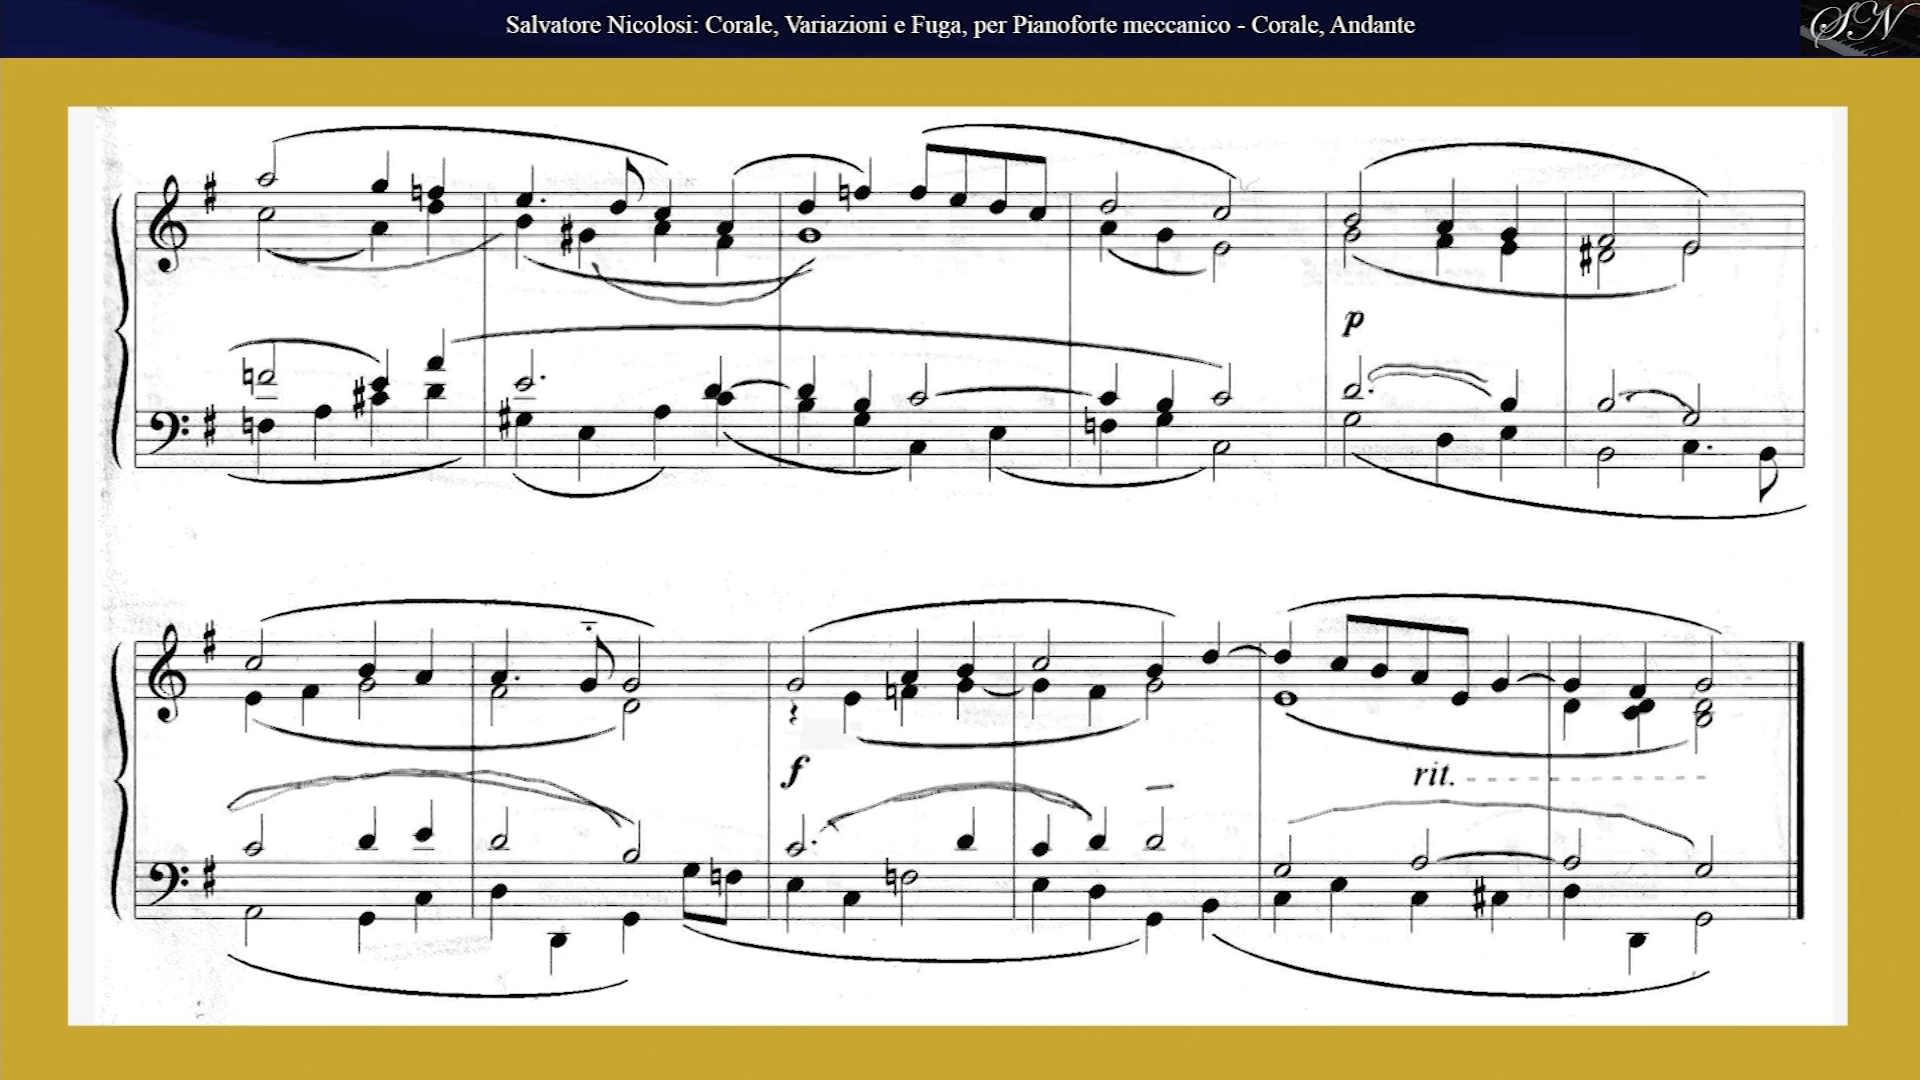 Salvatore Nicolosi: Corale, Variazioni e Fuga, per Pianoforte meccanico - Corale, Andante
SN
p
f
rit.